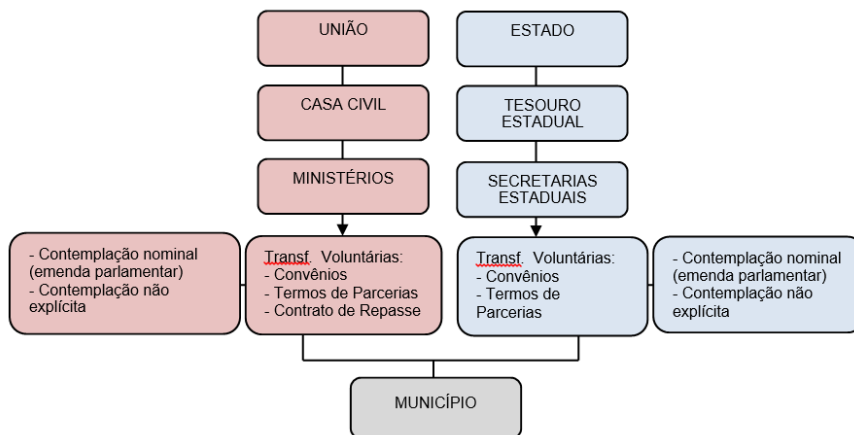 UNIÃO
ESTADO
CASA CIVIL
TESOURO
ESTADUAL
MINISTÉRIOS
SECRETARIAS
ESTADUAIS
- Contemplação nominal
(emenda parlamentar)
- Contemplação não
explícita
Transf. Voluntárias:
- Convênios
- Termos de Parcerias
- Contrato de Repasse
Transf. Voluntárias:
- Convênios
- Termos de
Parcerias
- Contemplação nominal
(emenda parlamentar)
- Contemplação não
explícita
MUNICÍPIO